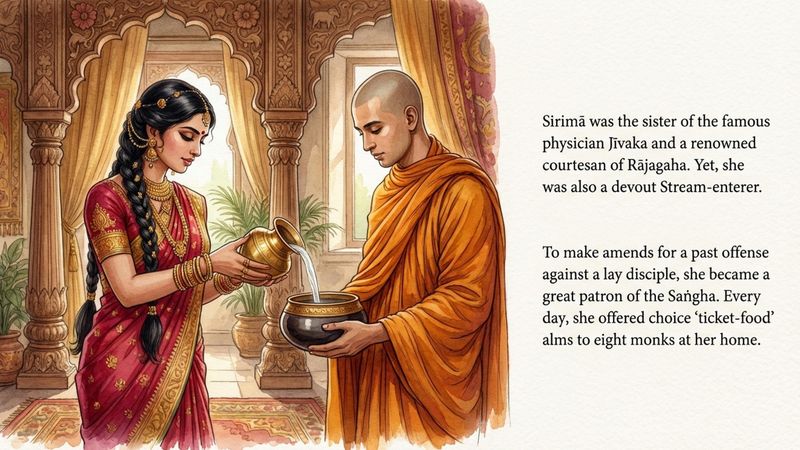 Sirimā was the sister of the famous
physician Jīvaka and a renowned
courtesan of Rājagaha. Yet, she
was also a devout Stream-enterer.
To make amends for a past offense
against a lay disciple, she became a
great patron of the Saṅgha. Every
day, she offered choice ‘ticket-food’
alms to eight monks at her home.